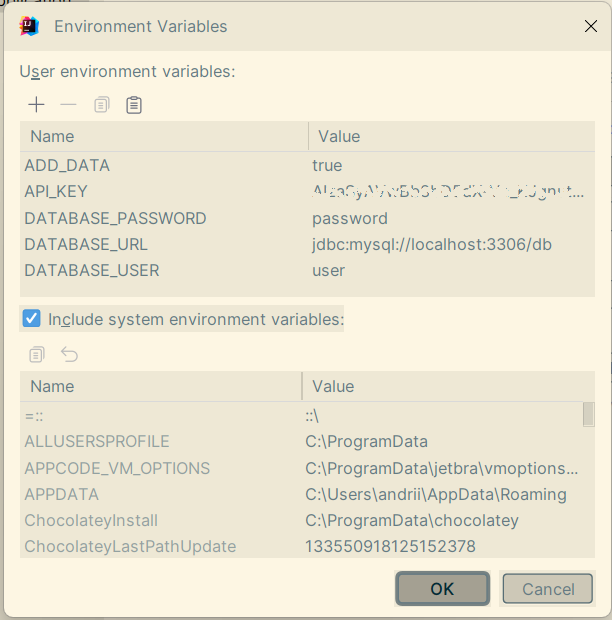 Environment Variables
User environment variables:
Name Value
ADD_DATA true
API_KEY
DATABASE_PASSWORD password
DATABASE_URL jdbc:mysql://localhost:3306/db
DATABASE_USER user
Include system environment variables:
Name Value
=:: ::\
ALLUSERSPROFILE C:\ProgramData
APPCODE_VM_OPTIONS C:\ProgramData\jetbra\vmoptions...
APPDATA C:\Users\andrii\AppData\Roaming
ChocolateyInstall C:\ProgramData\chocolatey
ChocolateyLastPathUpdate 133550918125152378
OK Cancel